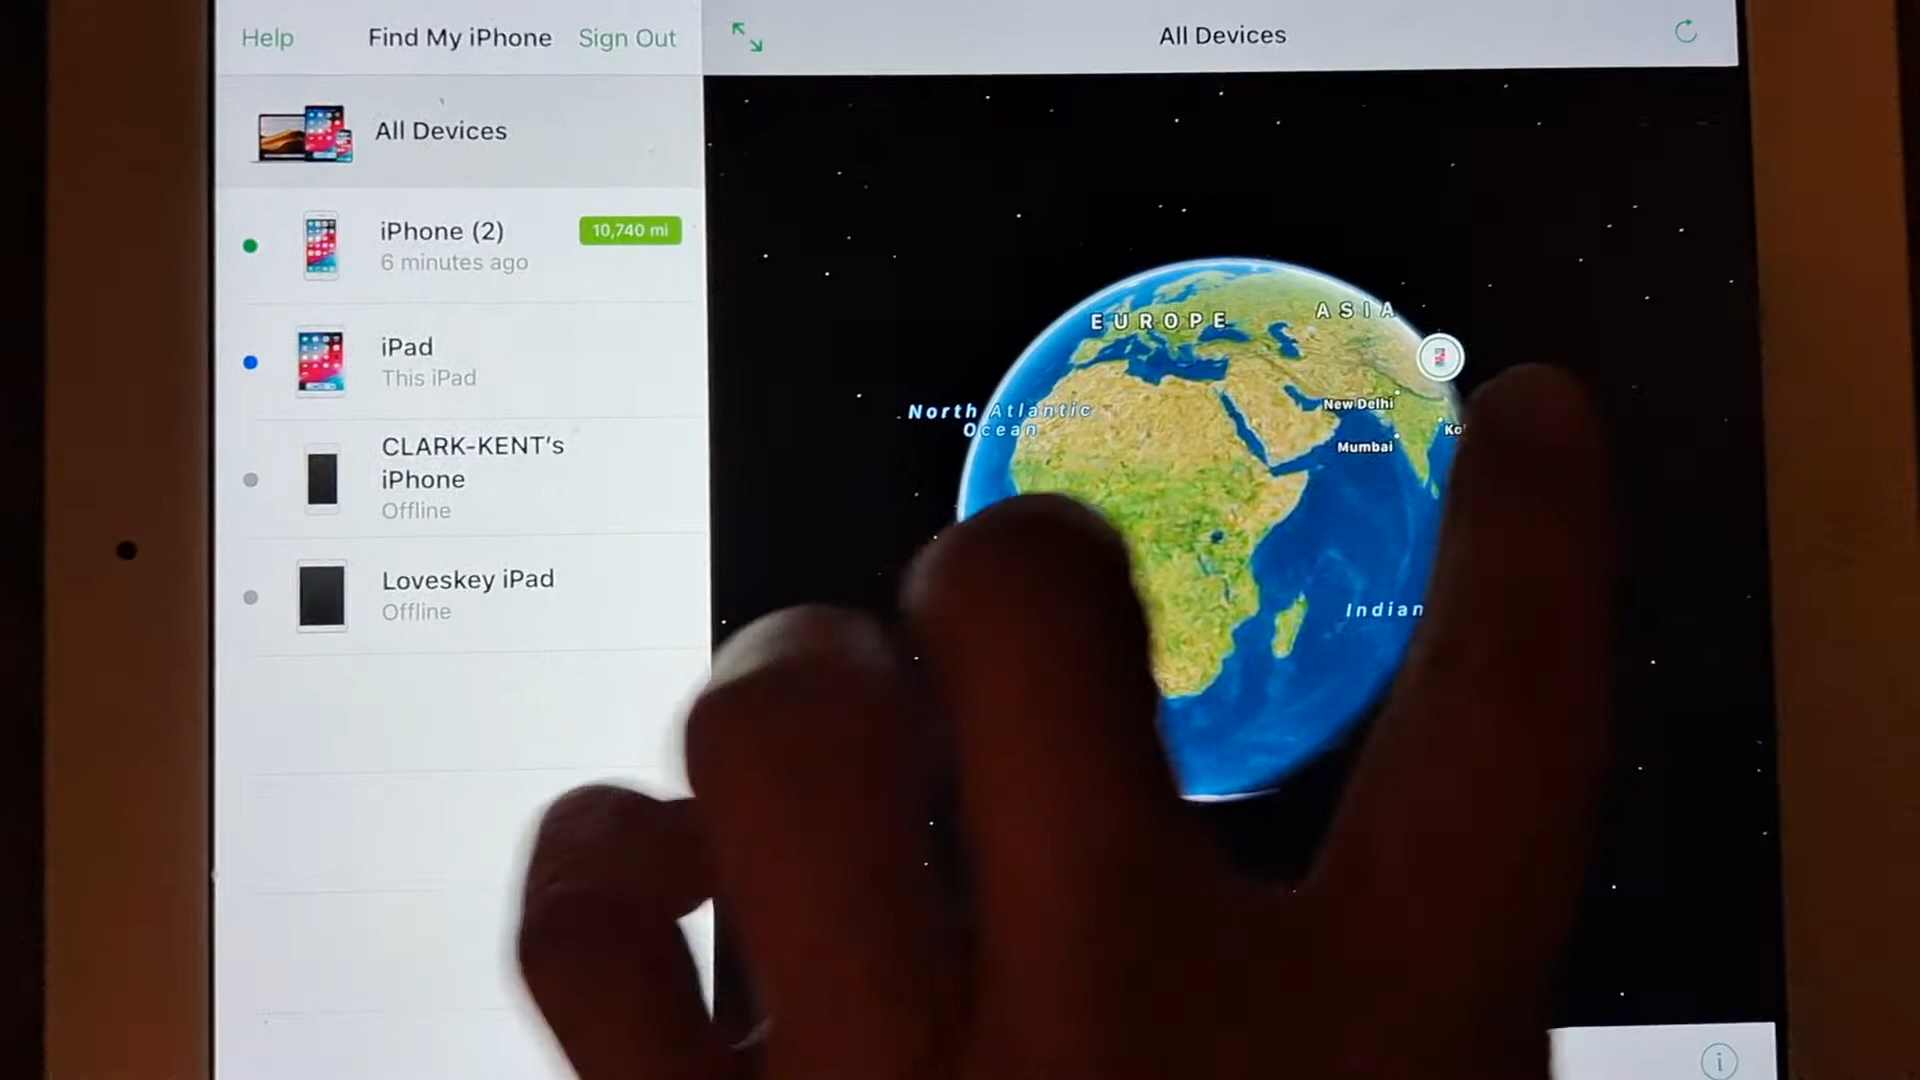 Help
Find My iPhone
Sign Out
All Devices
All Devices
iPhone (2)
10,740 mi
6 minutes ago
iPad
This iPad
CLARK-KENT's
iPhone
Offline
Loveskey iPad
Offline
EUROPE
ASIA
North Atlantic
Ocean
New Delhi
Mumbai
Indian